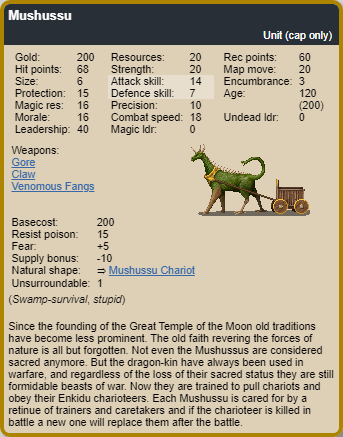 Mushussu
Unit (cap only)
Gold: 200 Resources: 20 Rec points: 60
Hit points: 68 Strength: 20 Map move: 20
Size: 6 Attack skill: 14 Encumbrance: 3
Protection: 15 Defence skill: 7 Age: 120
Magic res: 16 Precision: 10 (200)
Morale: 16 Combat speed: 18 Undead ldr: 0
Leadership: 40 Magic ldr: 0
Weapons:
Gore
Claw
Venomous Fangs
Basecost: 200
Resist poison: 15
Fear: +5
Supply bonus: -10
Natural shape: ⇒ Mushussu Chariot
Unsurroundable: 1
(Swamp-survival, stupid)
Since the founding of the Great Temple of the Moon old traditions
have become less prominent. The old faith revering the forces of
nature is all but forgotten. Not even the Mushussus are considered
sacred anymore. But the dragon-kin have always been used in
warfare, and regardless of the loss of their sacred status they are still
formidable beasts of war. Now they are trained to pull chariots and
obey their Enkidu charioteers. Each Mushussu is cared for by a
retinue of trainers and caretakers and if the charioteer is killed in
battle a new one will replace them after the battle.